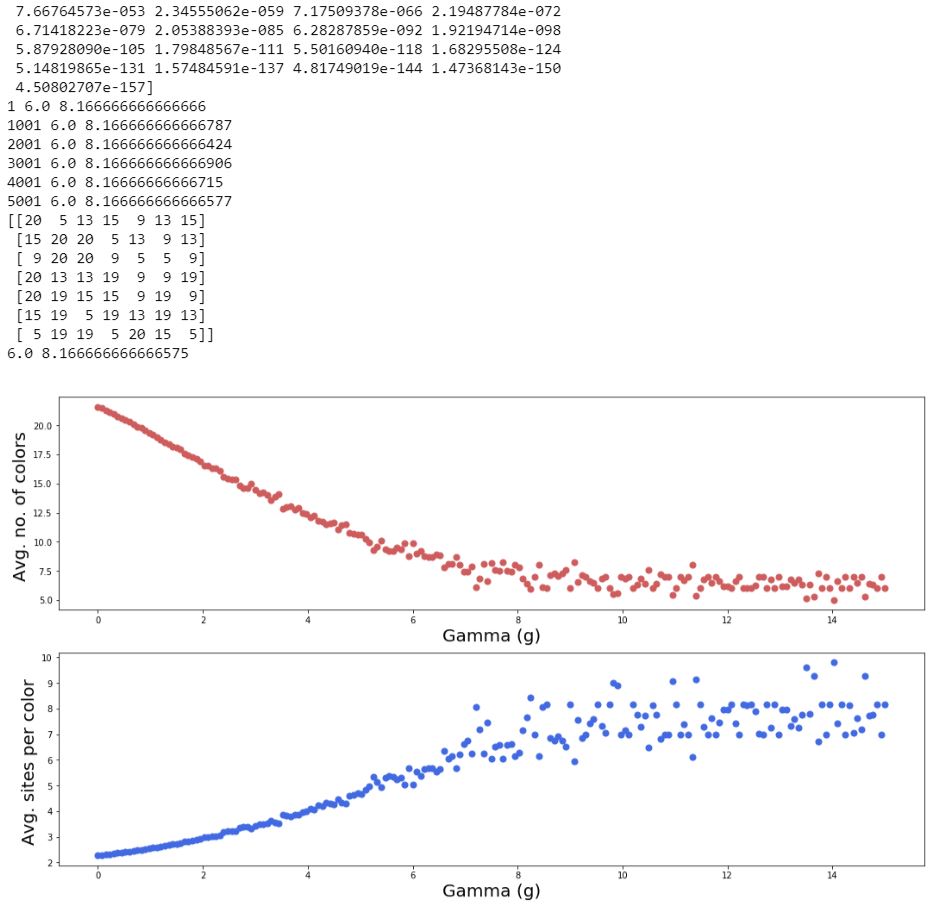 7.66764573e-053 2.34555062e-059 7.17509378e-066 2.19487784e-072
6.71418223e-079 2.05388393e-085 6.28287859e-092 1.92194714e-098
5.87928090e-105 1.79848567e-111 5.50160940e-118 1.68295508e-124
5.14819865e-131 1.57484591e-137 4.81749019e-144 1.47368143e-150
4.50802707e-157]
1 6.0 8.166666666666666
1001 6.0 8.166666666666787
2001 6.0 8.166666666666424
3001 6.0 8.166666666666906
4001 6.0 8.16666666666715
5001 6.0 8.166666666666577
[[20 5 13 15 9 13 15]
[15 20 20 5 13 9 13]
[ 9 20 20 9 5 5 9]
[20 13 13 19 9 9 19]
[20 19 15 15 9 19 9]
[15 19 5 19 13 19 13]
[ 5 19 19 5 20 15 5]]
6.0 8.166666666666575
Avg. no. of colors
20.0
17.5
15.0
12.5
10.0
7.5
5.0
0 2 4 6 8 10 12 14
Gamma (g)
Avg. sites per color
10
9
8
7
6
5
4
3
2
0 2 4 6 8 10 12 14
Gamma (g)